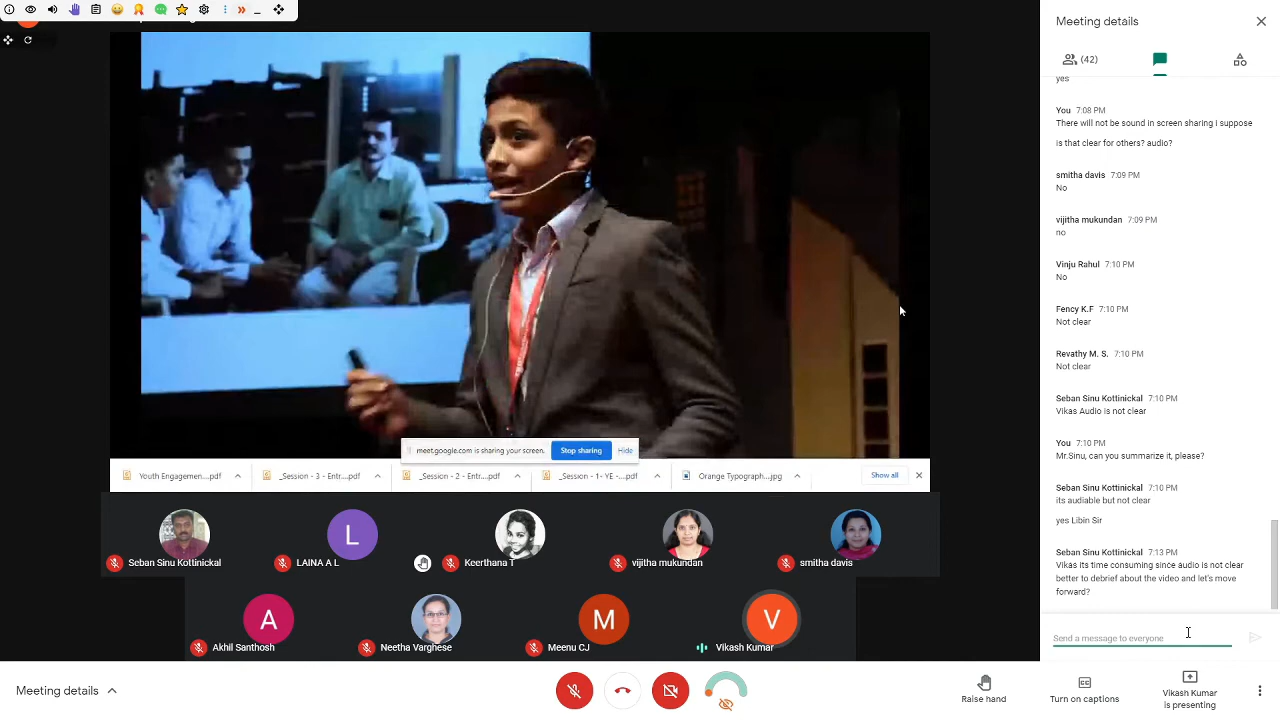 Meeting details
(42)
yes
You 7:08 PM
There will not be sound in screen sharing i suppose
is that clear for others? audio?
smitha davis 7:09 PM
No
vijitha mukundan 7:09 PM
no
Vinju Rahul 7:10 PM
No
Fency K.F 7:10 PM
Not clear
Revathy M. S. 7:10 PM
Not clear
Seban Sinu Kottinickal 7:10 PM
Vikas Audio is not clear
You 7:10 PM
Mr.Sinu, can you summarize it, please?
Seban Sinu Kottinickal 7:10 PM
its audiable but not clear
yes Libin Sir
Seban Sinu Kottinickal 7:13 PM
Vikas its time consuming since audio is not clear
better to debrief about the video and let's move
forward?
Send a message to everyone
meet.google.com is sharing your screen.
Stop sharing
Hide
Youth Engagemen....pdf
_Session - 3 - Entr....pdf
_Session - 2 - Entr....pdf
_Session - 1- YE -....pdf
Orange Typograph...jpg
Show all
Seban Sinu Kottinickal
L
LAINA A L
Keerthana T
vijitha mukundan
smitha davis
A
Akhil Santhosh
Neetha Varghese
M
Meenu CJ
V
Vikash Kumar
Meeting details
Raise hand
Turn on captions
Vikash Kumar
is presenting